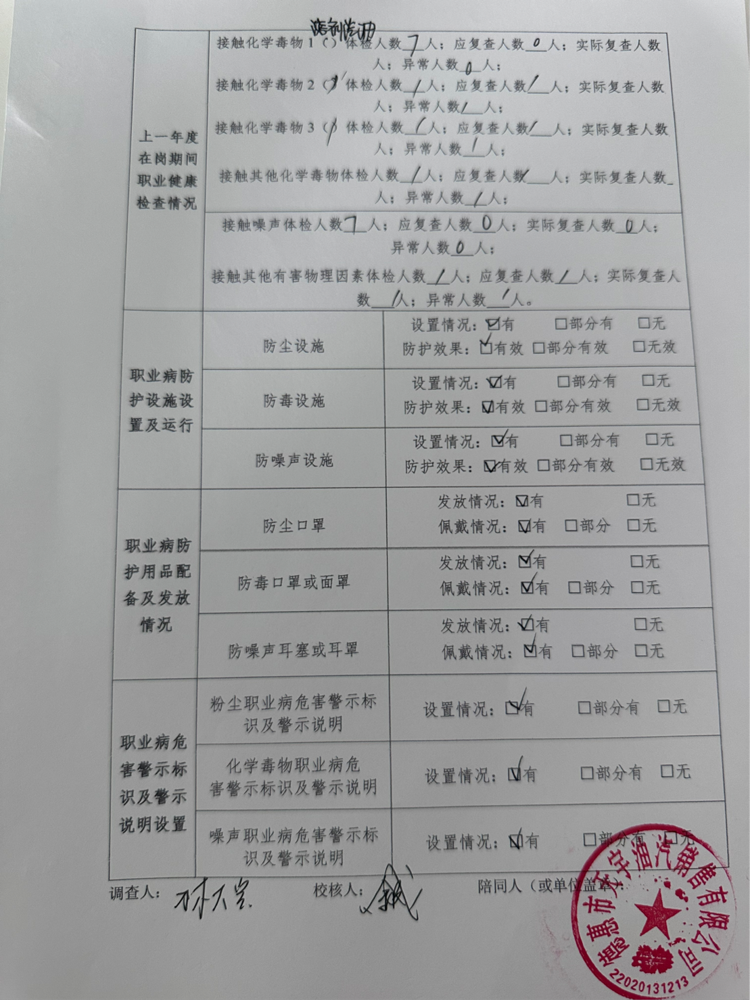 溶剂汽油
接触化学毒物1（）体检人数 7 人；应复查人数 0 人；实际复查人数
人；异常人数 0 人；
接触化学毒物2（/）体检人数 / 人；应复查人数 / 人；实际复查人数
人；异常人数 / 人；
接触化学毒物3（/）体检人数 / 人；应复查人数 / 人；实际复查人数
人；异常人数 / 人；
接触其他化学毒物体检人数 / 人；应复查人数 / 人；实际复查人数
人；异常人数 / 人；
上一年度
在岗期间
职业健康
检查情况
接触噪声体检人数 7 人；应复查人数 0 人；实际复查人数 0 人；
异常人数 0 人；
接触其他有害物理因素体检人数 / 人；应复查人数 / 人；实际复查人
数 / 人；异常人数 / 人。
职业病防
护设施设
置及运行
防尘设施
设置情况：☑有 □部分有 □无
防护效果：☑有效 □部分有效 □无效
防毒设施
设置情况：☑有 □部分有 □无
防护效果：☑有效 □部分有效 □无效
防噪声设施
设置情况：☑有 □部分有 □无
防护效果：☑有效 □部分有效 □无效
职业病防
护用品配
备及发放
情况
防尘口罩
发放情况：☑有 □无
佩戴情况：☑有 □部分 □无
防毒口罩或面罩
发放情况：☑有 □无
佩戴情况：☑有 □部分 □无
防噪声耳塞或耳罩
发放情况：☑有 □无
佩戴情况：☑有 □部分 □无
职业病危
害警示标
识及警示
说明设置
粉尘职业病危害警示标
识及警示说明
设置情况：☑有 □部分有 □无
化学毒物职业病危
害警示标识及警示说明
设置情况：☑有 □部分有 □无
噪声职业病危害警示标
识及警示说明
设置情况：☑有 □部分有 □无
调查人： 校核人： 陪同人（或单位盖章）：
德惠市天宇油汽销售有限公司
22020131213